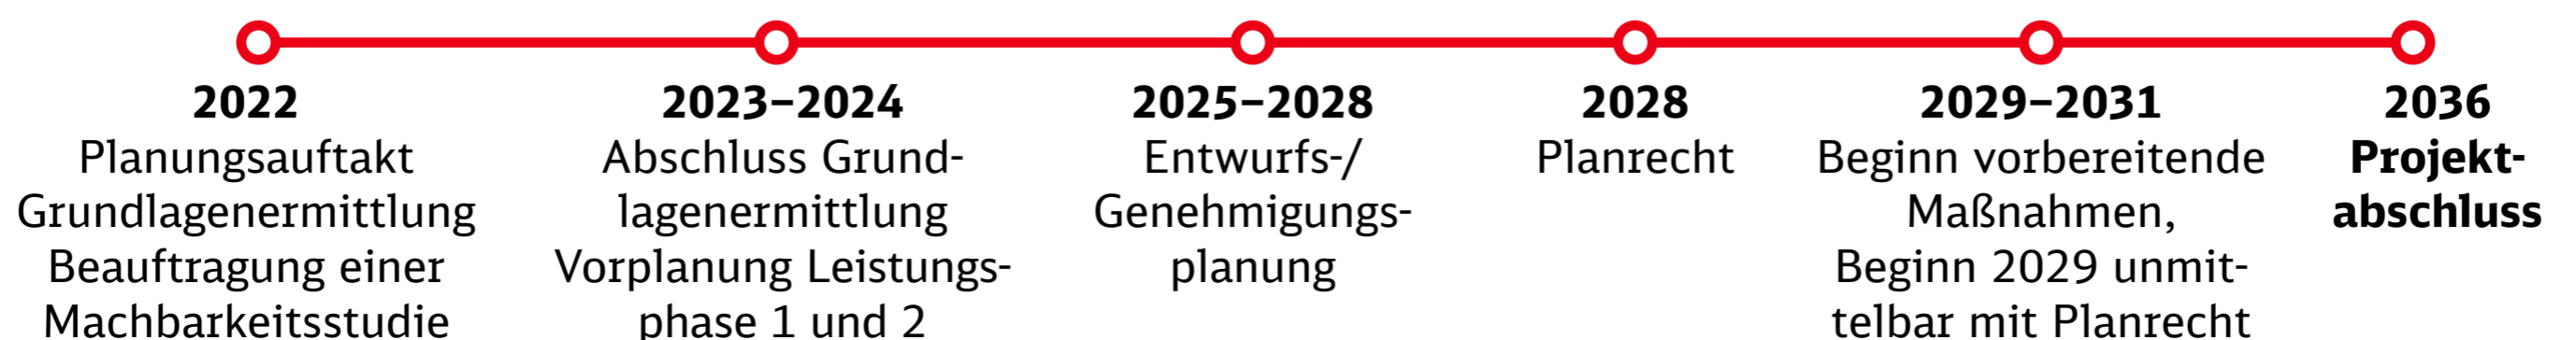 2022
Planungsauftakt
Grundlagenermittlung
Beauftragung einer
Machbarkeitsstudie
2023–2024
Abschluss Grund-
lagenermittlung
Vorplanung Leistungs-
phase 1 und 2
2025–2028
Entwurfs-/
Genehmigungs-
planung
2028
Planrecht
2029–2031
Beginn vorbereitende
Maßnahmen,
Beginn 2029 unmit-
telbar mit Planrecht
2036
Projekt-
abschluss